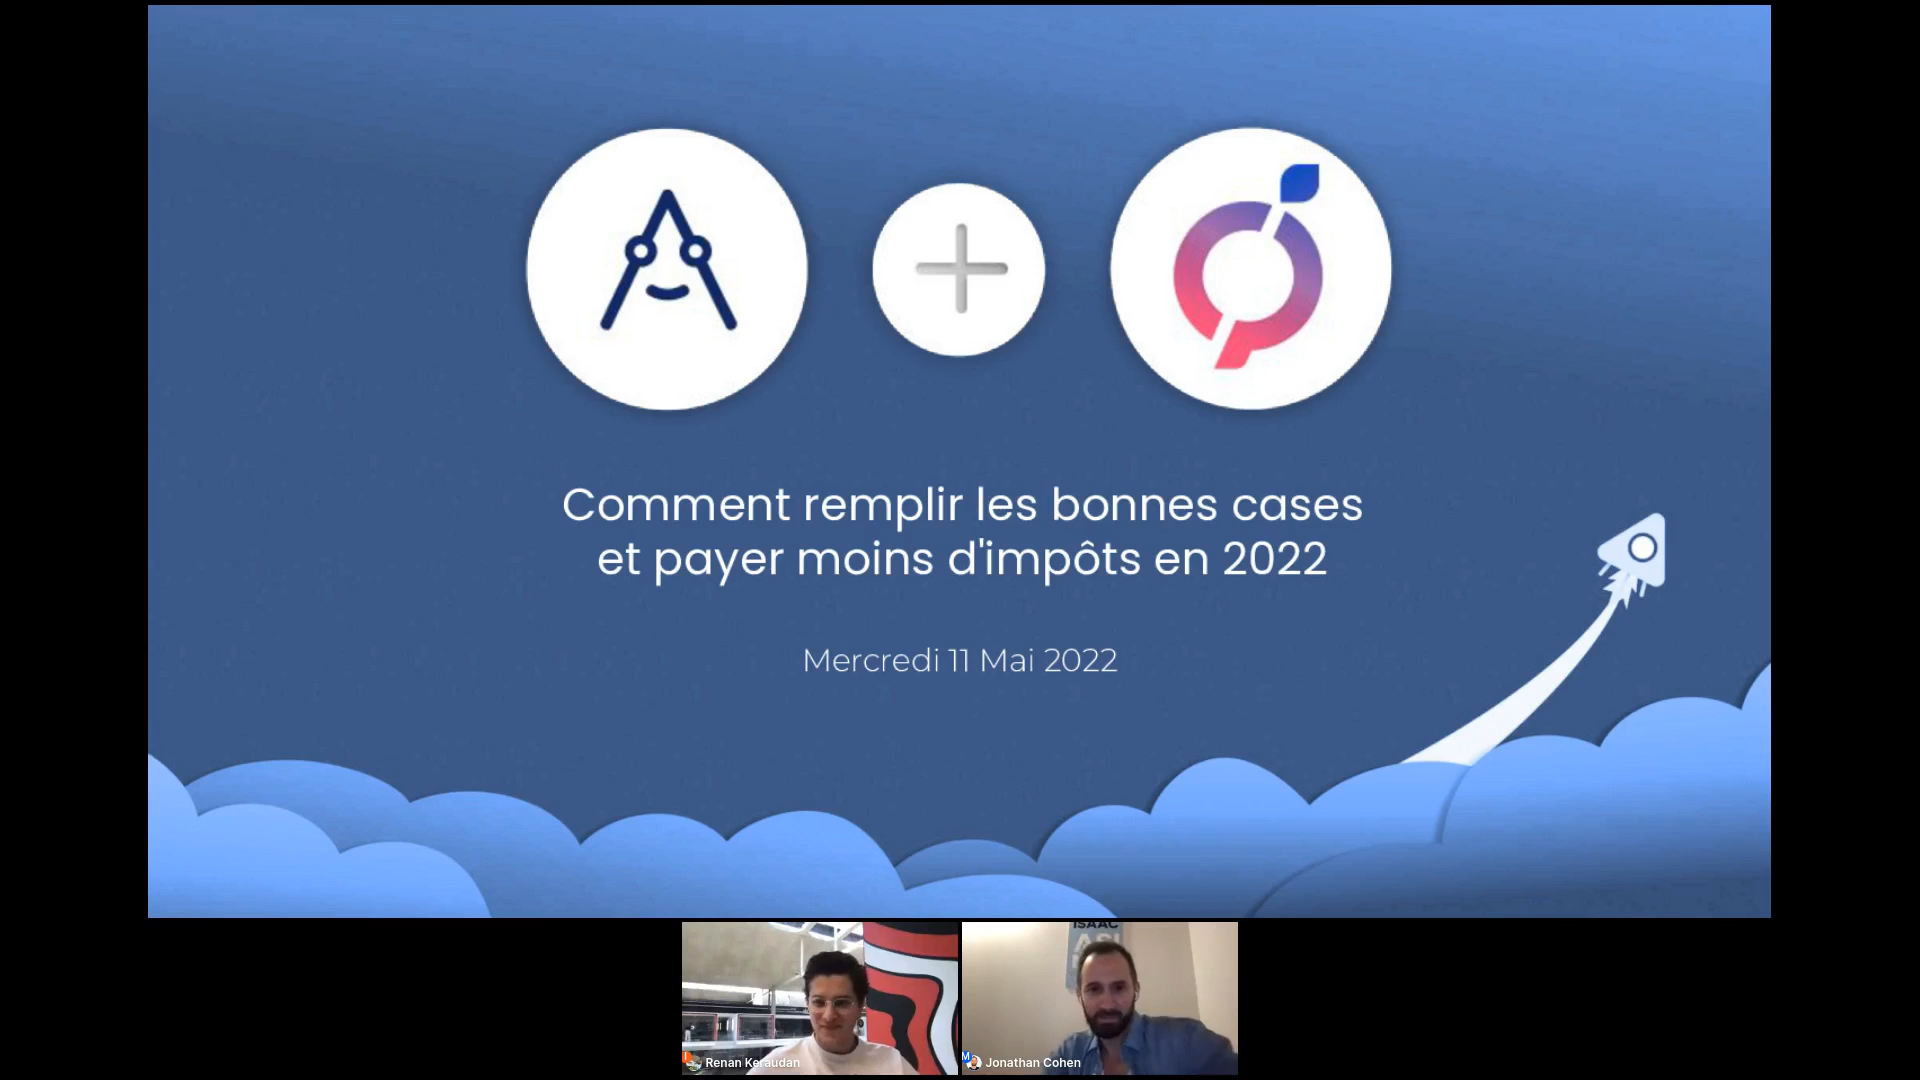 Comment remplir les bonnes cases
et payer moins d'impôts en 2022
Mercredi 11 Mai 2022
ISAAC
Renan Keraudan
M
Jonathan Cohen